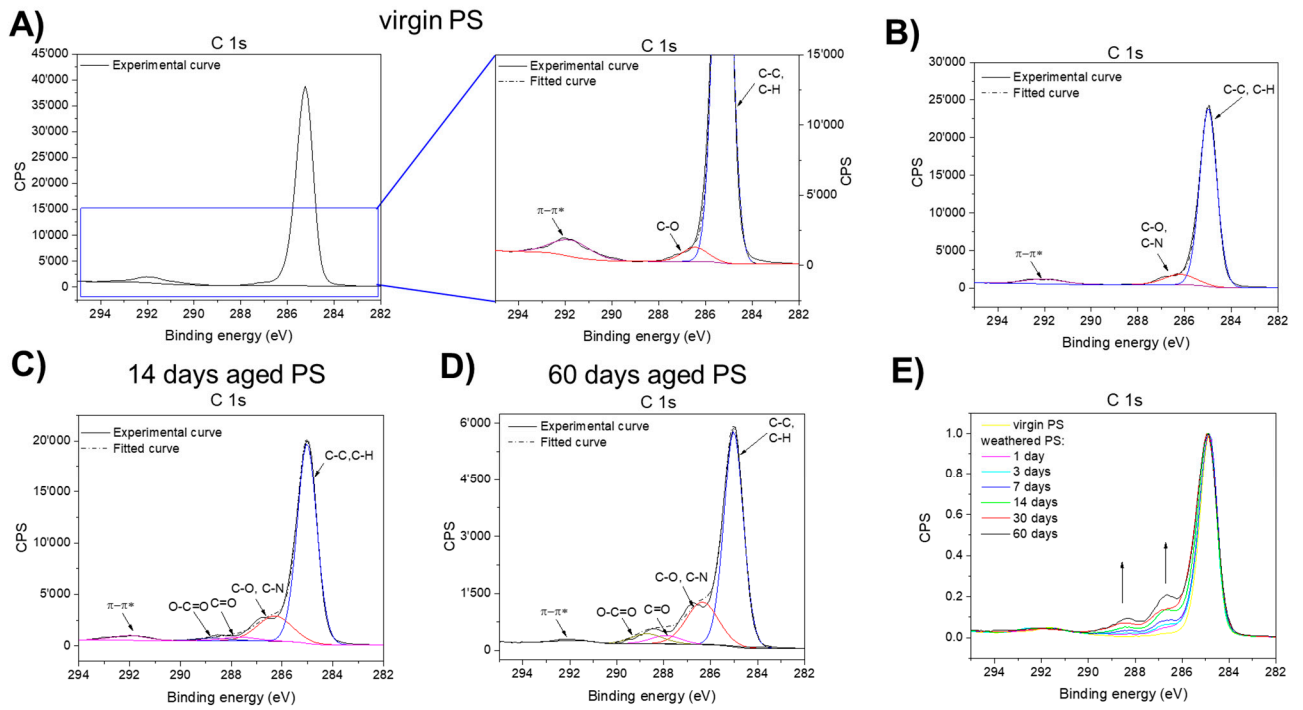 A)
virgin PS
C 1s
45'000
40'000
35'000
30'000
25'000
20'000
15'000
10'000
5'000
0
CPS
Experimental curve
294 292 290 288 286 284 282
Binding energy (eV)
C 1s
Experimental curve
Fitted curve
C-C,
C-H
π−π*
C-O
15'000
10'000
5'000
0
CPS
294 292 290 288 286 284 282
Binding energy (eV)
B)
C 1s
30'000
25'000
20'000
15'000
10'000
5'000
0
CPS
Experimental curve
Fitted curve
C-C, C-H
C-O,
C-N
π−π*
294 292 290 288 286 284 282
Binding energy (eV)
C)
14 days aged PS
C 1s
20'000
15'000
10'000
5'000
0
CPS
Experimental curve
Fitted curve
C-C,C-H
C-O, C-N
C=O
O-C=O
π−π*
294 292 290 288 286 284 282
Binding energy (eV)
D)
60 days aged PS
C 1s
6'000
4'500
3'000
1'500
0
CPS
Experimental curve
Fitted curve
C-C,
C-H
C-O, C-N
C=O
O-C=O
π−π*
294 292 290 288 286 284 282
Binding energy (eV)
E)
C 1s
1.0
0.8
0.6
0.4
0.2
0.0
CPS
virgin PS
weathered PS:
1 day
3 days
7 days
14 days
30 days
60 days
294 292 290 288 286 284 282
Binding energy (eV)